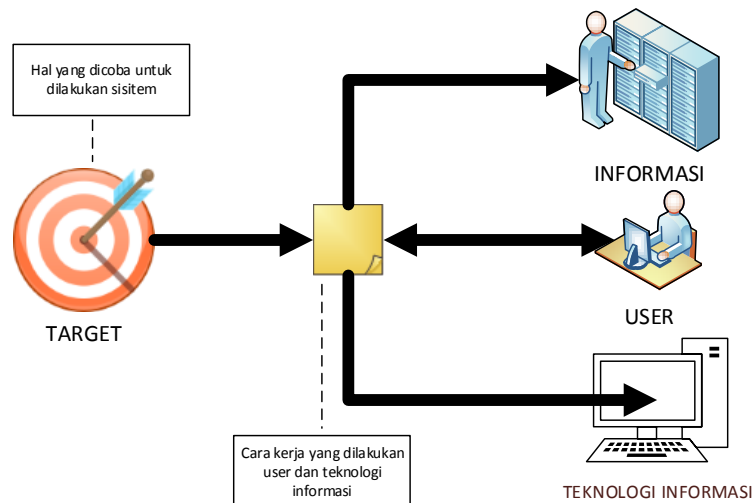 Hal yang dicoba untuk
dilakukan sisitem
TARGET
INFORMASI
USER
Cara kerja yang dilakukan
user dan teknologi
informasi
TEKNOLOGI INFORMASI